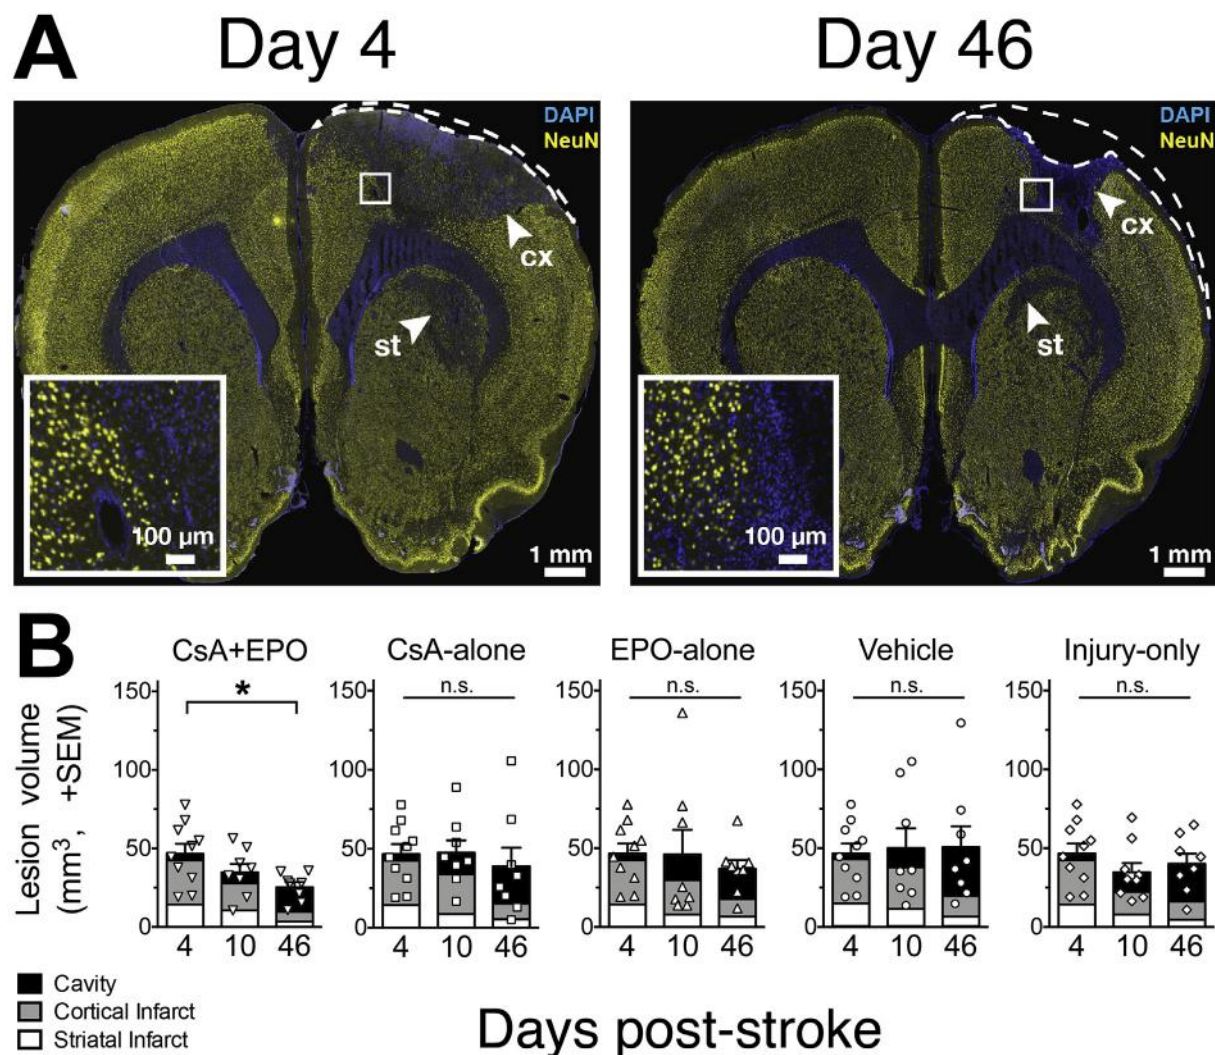 A
Day 4
Day 46
DAPI
NeuN
cx
st
100 µm
1 mm
DAPI
NeuN
cx
st
100 µm
1 mm
B
CsA+EPO
CsA-alone
EPO-alone
Vehicle
Injury-only
Lesion volume
(mm³, +SEM)
150
100
50
0
*
4 10 46
150
100
50
0
n.s.
4 10 46
150
100
50
0
n.s.
4 10 46
150
100
50
0
n.s.
4 10 46
150
100
50
0
n.s.
4 10 46
Cavity
Cortical Infarct
Striatal Infarct
Days post-stroke